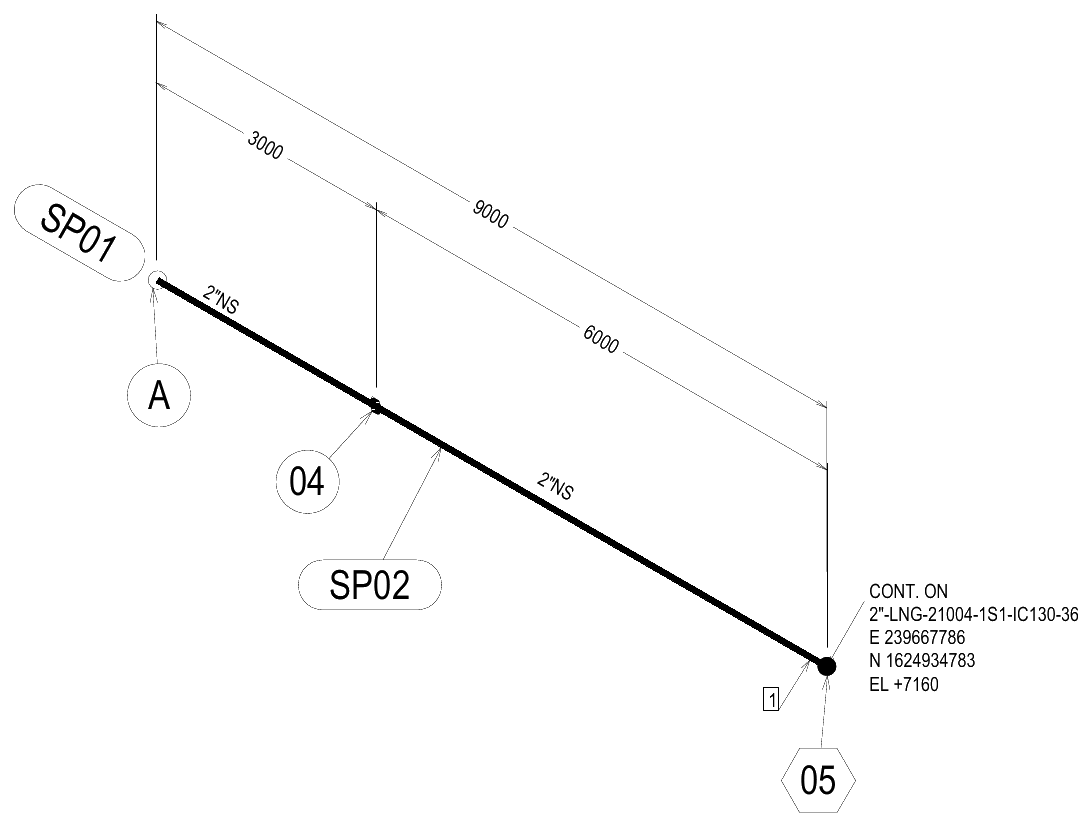 3000
9000
SP01
2"NS
6000
A
04
2"NS
SP02
CONT. ON
2"-LNG-21004-1S1-IC130-36
E 239667786
N 1624934783
EL +7160
1
05